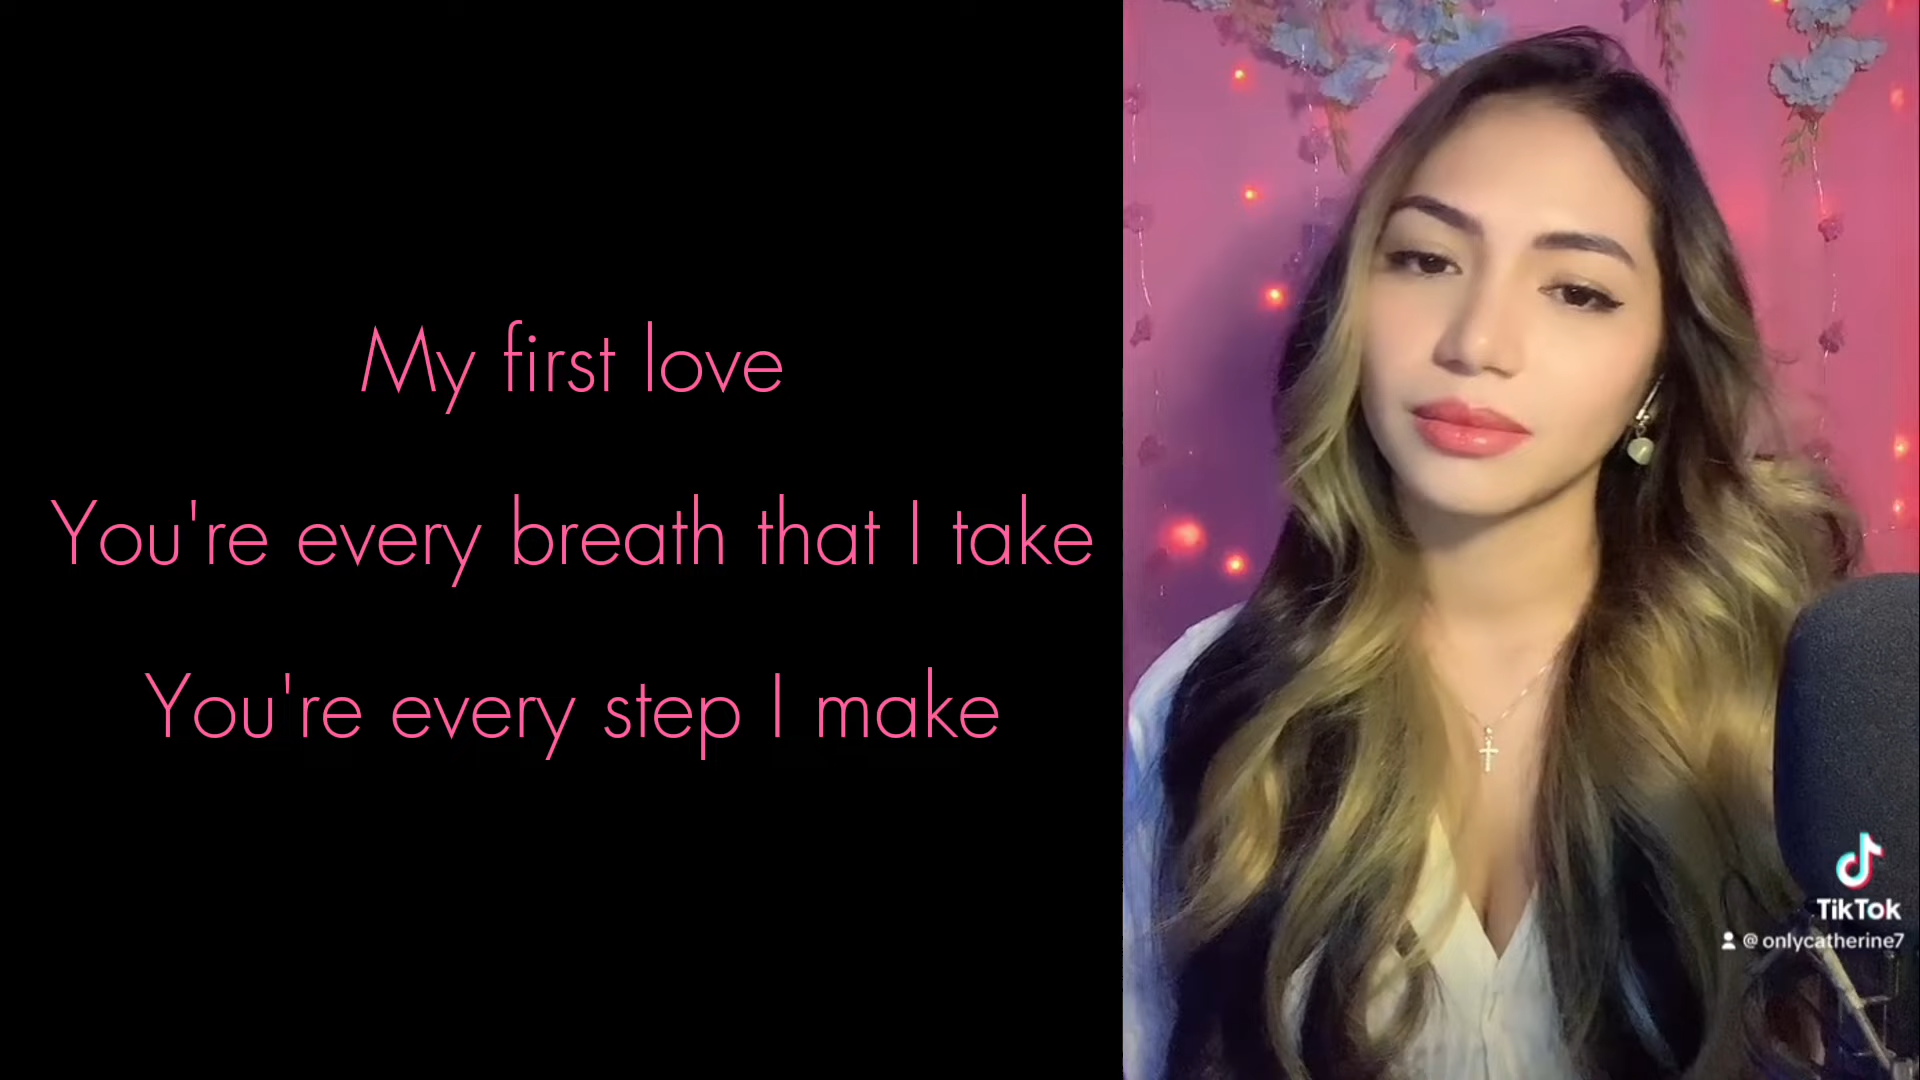 My first love
You're every breath that I take
You're every step I make
TikTok
@onlycatherine7